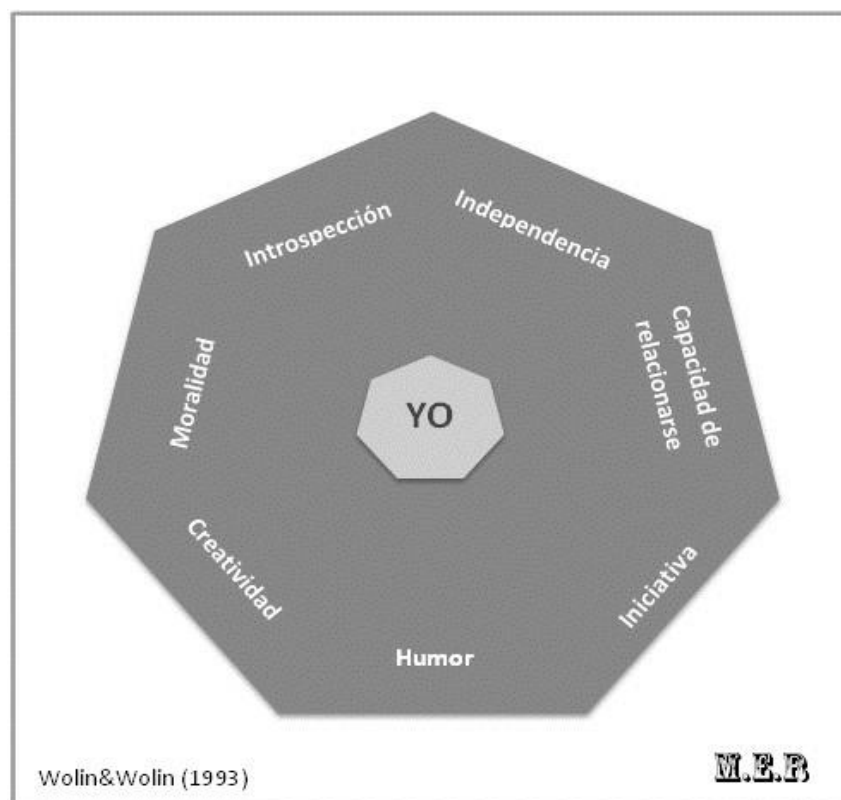 Introspección
Independencia
Capacidad de
relacionarse
Moralidad
YO
Creatividad
Iniciativa
Humor
Wolin&Wolin (1993)
M.E.R